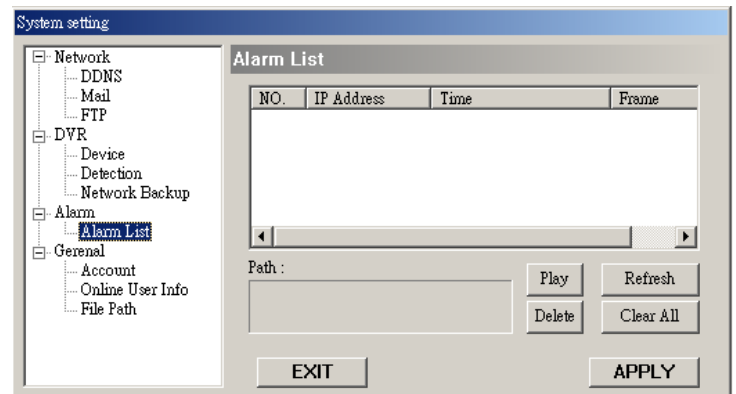 System setting
Network
DDNS
Mail
FTP
DVR
Device
Detection
Network Backup
Alarm
Alarm List
Gerenal
Account
Online User Info
File Path
Alarm List
NO. IP Address Time Frame
Path :
Play Refresh
Delete Clear All
EXIT APPLY